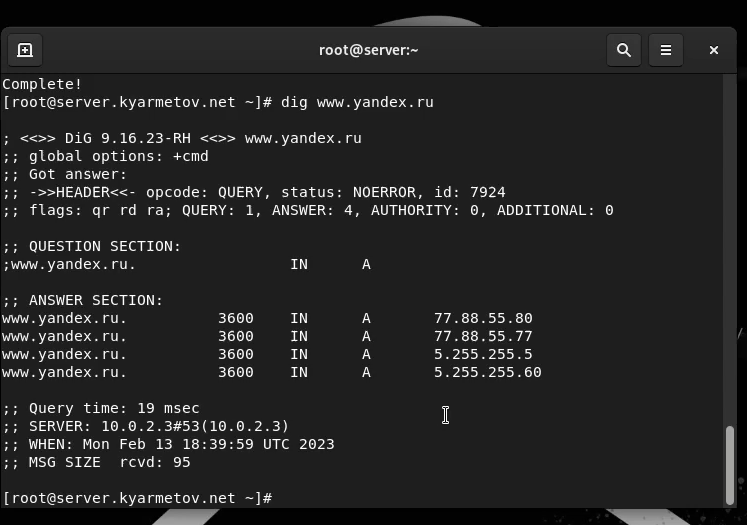 root@server:~
Complete!
[root@server.kyarmetov.net ~]# dig www.yandex.ru
; <<>> DiG 9.16.23-RH <<>> www.yandex.ru
;; global options: +cmd
;; Got answer:
;; ->>HEADER<<- opcode: QUERY, status: NOERROR, id: 7924
;; flags: qr rd ra; QUERY: 1, ANSWER: 4, AUTHORITY: 0, ADDITIONAL: 0
;; QUESTION SECTION:
;www.yandex.ru. IN A
;; ANSWER SECTION:
www.yandex.ru. 3600 IN A 77.88.55.80
www.yandex.ru. 3600 IN A 77.88.55.77
www.yandex.ru. 3600 IN A 5.255.255.5
www.yandex.ru. 3600 IN A 5.255.255.60
;; Query time: 19 msec
;; SERVER: 10.0.2.3#53(10.0.2.3)
;; WHEN: Mon Feb 13 18:39:59 UTC 2023
;; MSG SIZE  rcvd: 95
[root@server.kyarmetov.net ~]#